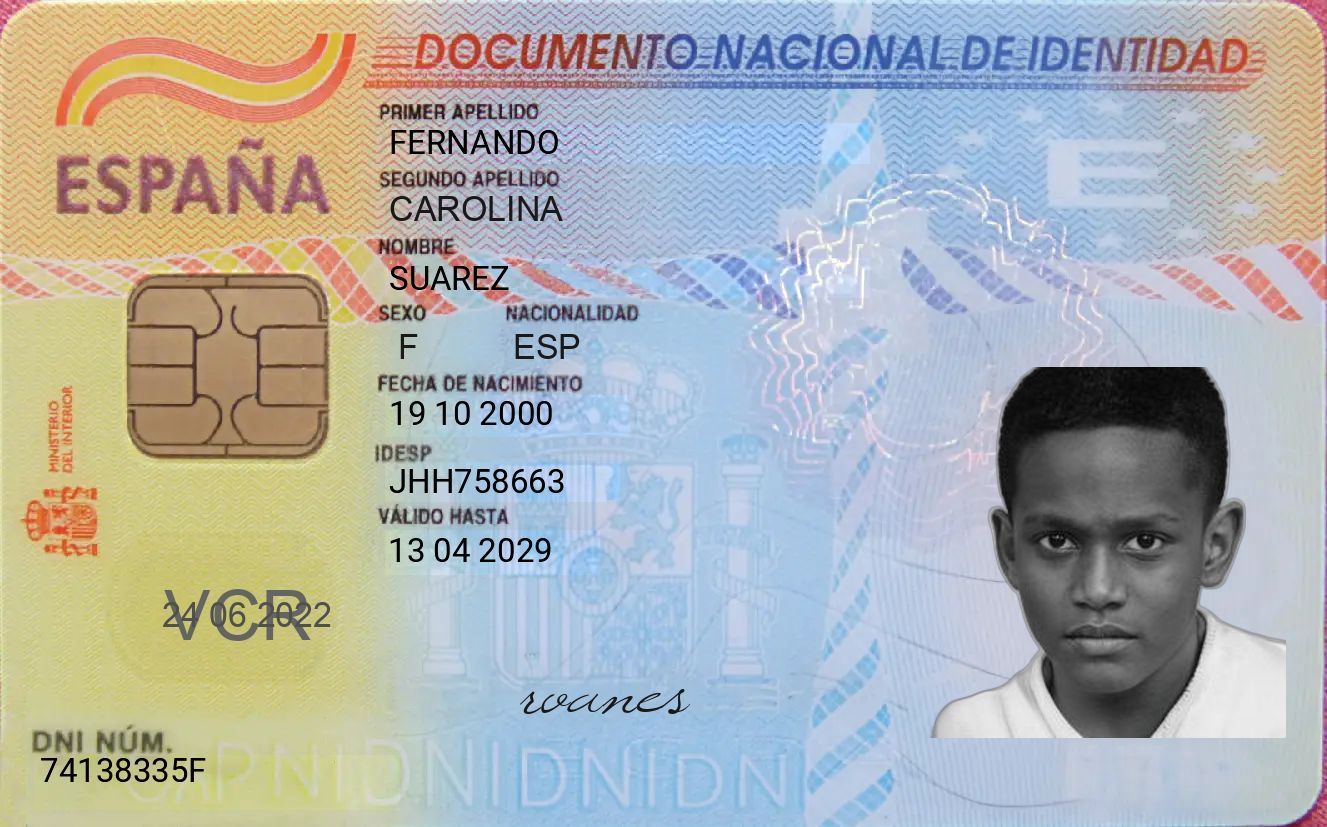 DOCUMENTO NACIONAL DE IDENTIDAD
ESPAÑA
PRIMER APELLIDO
FERNANDO
SEGUNDO APELLIDO
CAROLINA
NOMBRE
SUAREZ
SEXO NACIONALIDAD
F ESP
FECHA DE NACIMIENTO
19 10 2000
IDESP
JHH758663
VÁLIDO HASTA
13 04 2029
MINISTERIO
DEL INTERIOR
E
VCR
24 06 2022
roanes
DNI NÚM.
74138335F